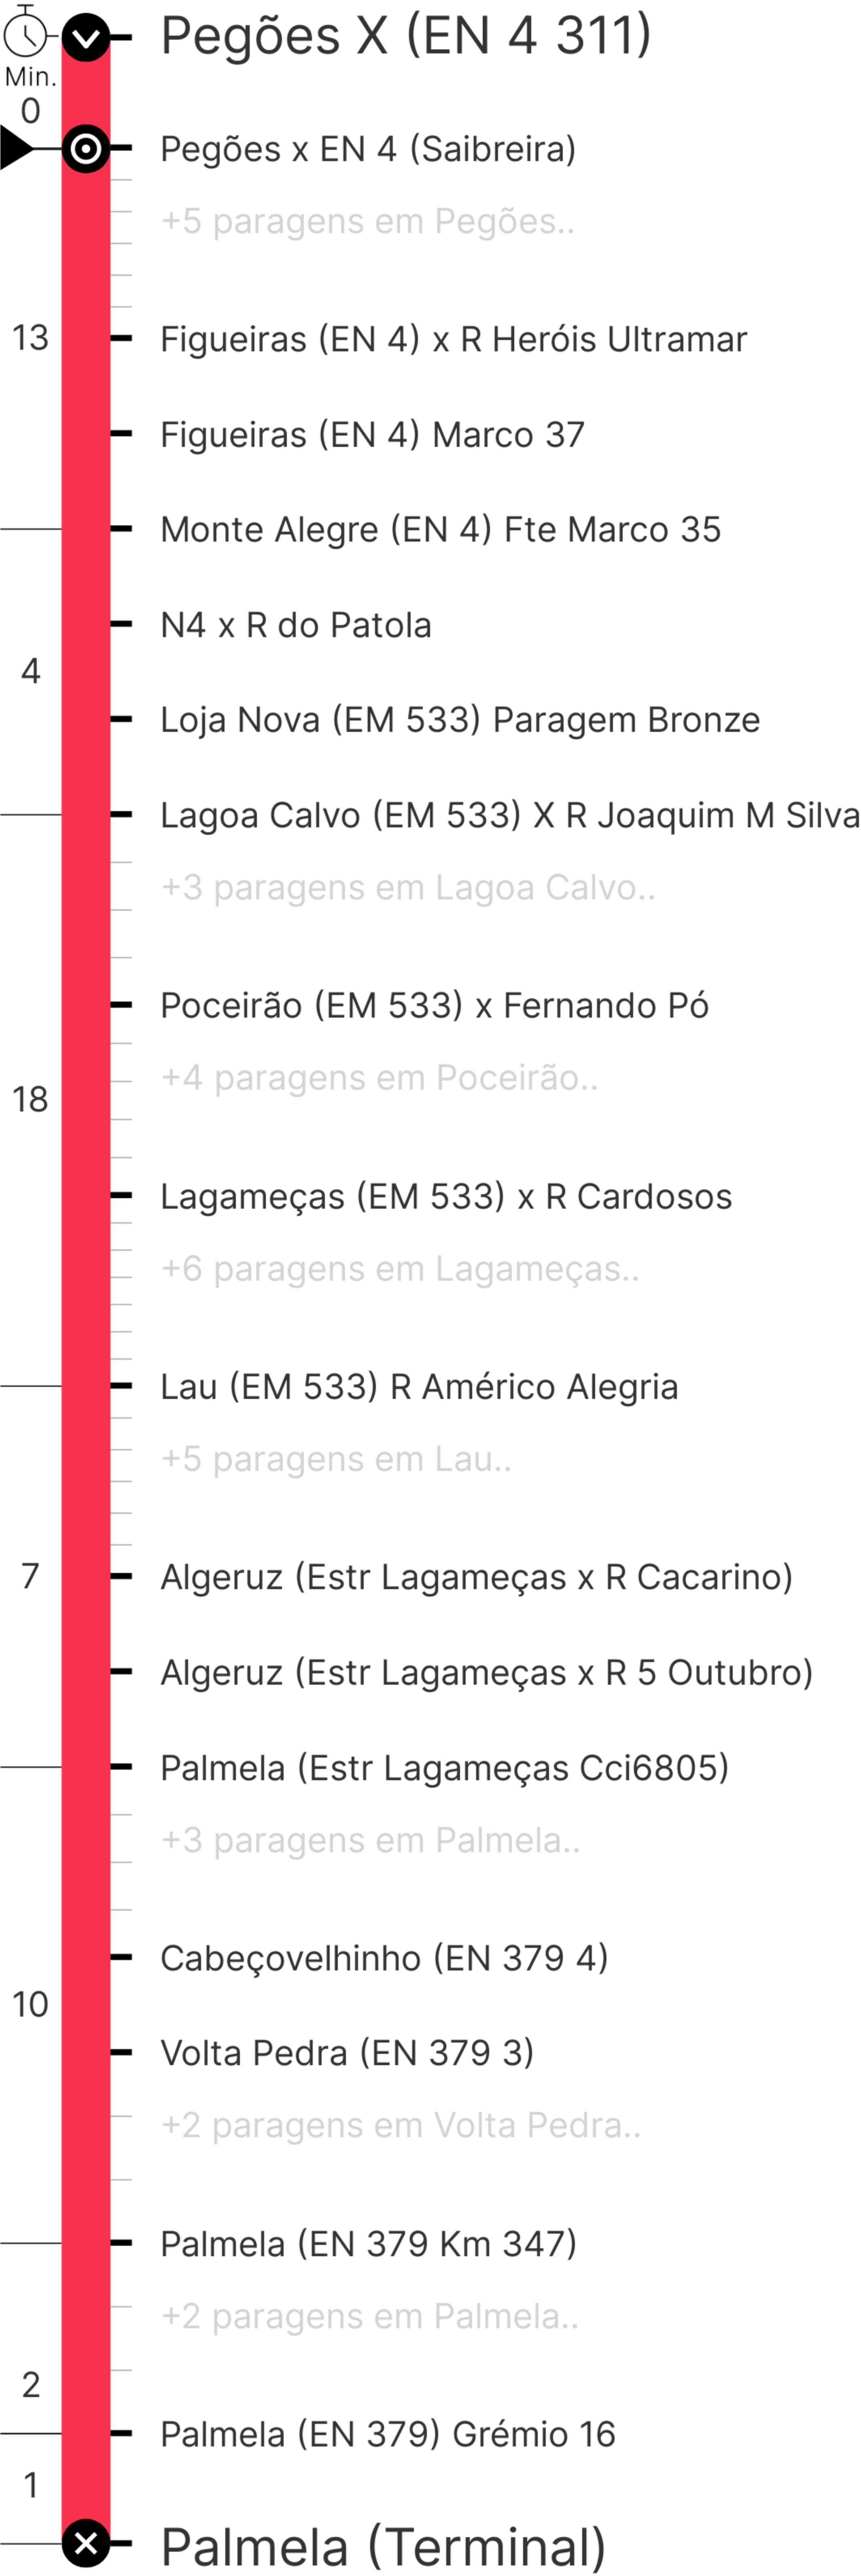 Pegões X (EN 4 311)
Min.
0
Pegões x EN 4 (Saibreira)
+5 paragens em Pegões..
13
Figueiras (EN 4) x R Heróis Ultramar
Figueiras (EN 4) Marco 37
Monte Alegre (EN 4) Fte Marco 35
N4 x R do Patola
4
Loja Nova (EM 533) Paragem Bronze
Lagoa Calvo (EM 533) X R Joaquim M Silva
+3 paragens em Lagoa Calvo..
Poceirão (EM 533) x Fernando Pó
+4 paragens em Poceirão..
18
Lagameças (EM 533) x R Cardosos
+6 paragens em Lagameças..
Lau (EM 533) R Américo Alegria
+5 paragens em Lau..
7
Algeruz (Estr Lagameças x R Cacarino)
Algeruz (Estr Lagameças x R 5 Outubro)
Palmela (Estr Lagameças Cci6805)
+3 paragens em Palmela..
Cabeçovelhinho (EN 379 4)
10
Volta Pedra (EN 379 3)
+2 paragens em Volta Pedra..
Palmela (EN 379 Km 347)
+2 paragens em Palmela..
2
Palmela (EN 379) Grémio 16
1
Palmela (Terminal)